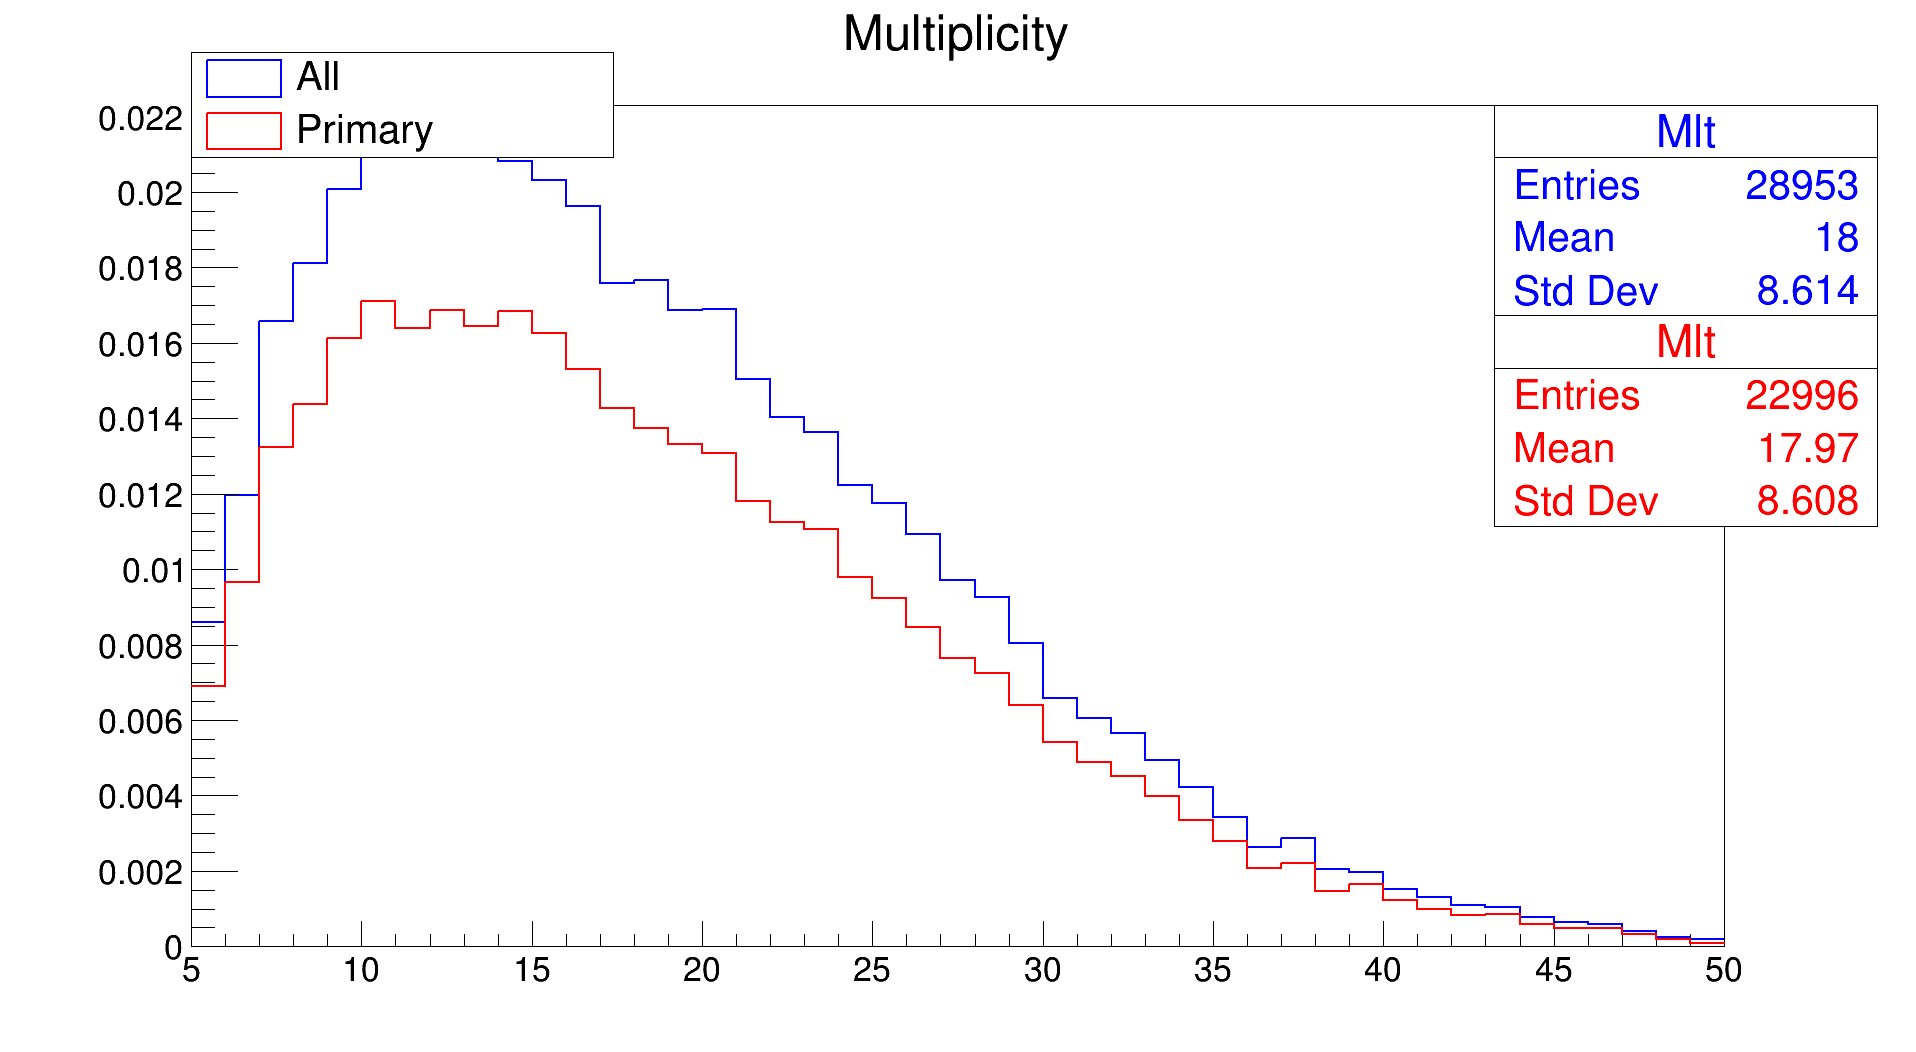 Multiplicity
All
Primary
0.022
0.02
0.018
0.016
0.014
0.012
0.01
0.008
0.006
0.004
0.002
0
5 10 15 20 25 30 35 40 45 50
Mlt
Entries 28953
Mean 18
Std Dev 8.614
Mlt
Entries 22996
Mean 17.97
Std Dev 8.608